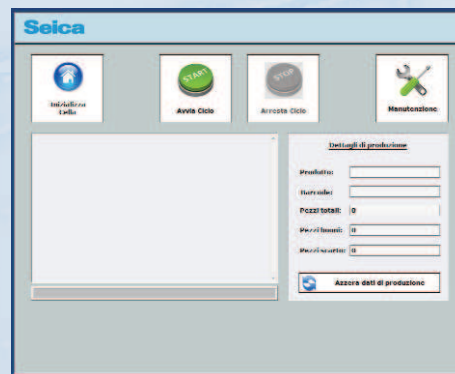 Seica
START
STOP
Inizializza
Cella
Avvia Ciclo
Arresta Ciclo
Manutenzione
Dettagli di produzione
Prodotto:
Barcode:
Pezzi totali: 0
Pezzi buoni: 0
Pezzi scarto: 0
Azzera dati di produzione